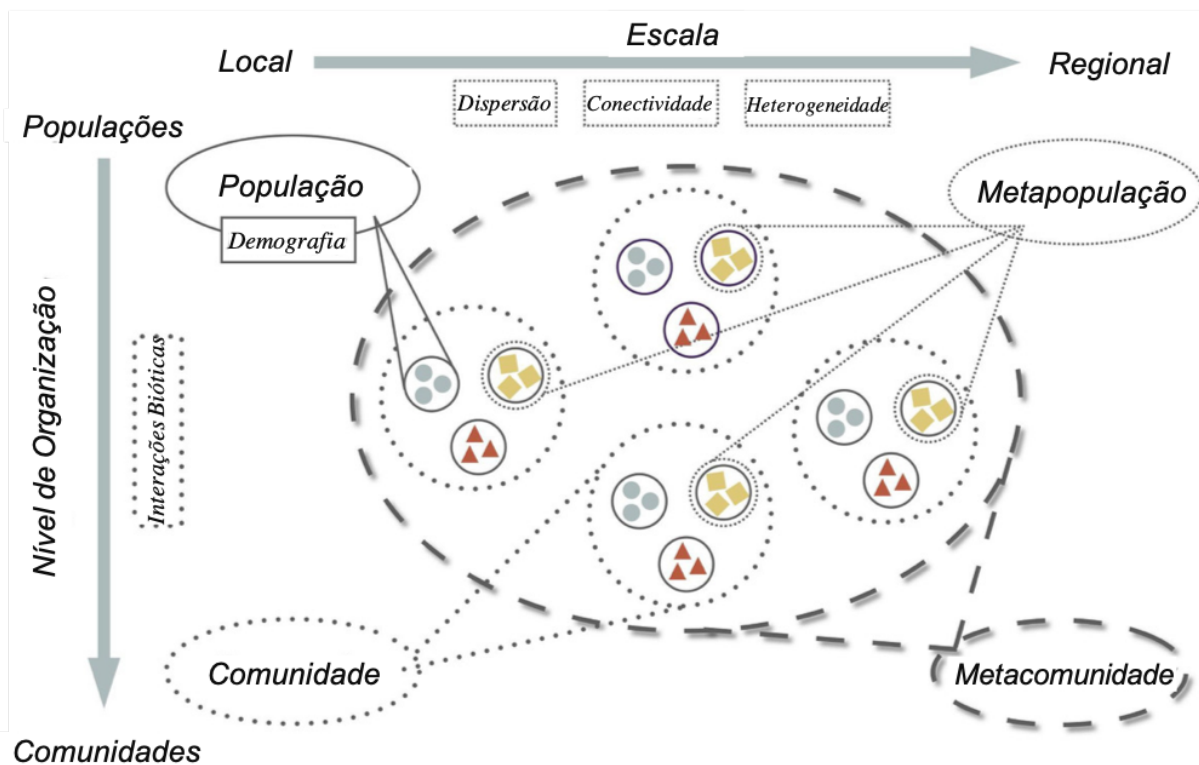 Escala
Local
Regional
Dispersão
Conectividade
Heterogeneidade
Populações
População
Metapopulação
Demografia
Nível de Organização
Interações Bióticas
Comunidade
Metacomunidade
Comunidades